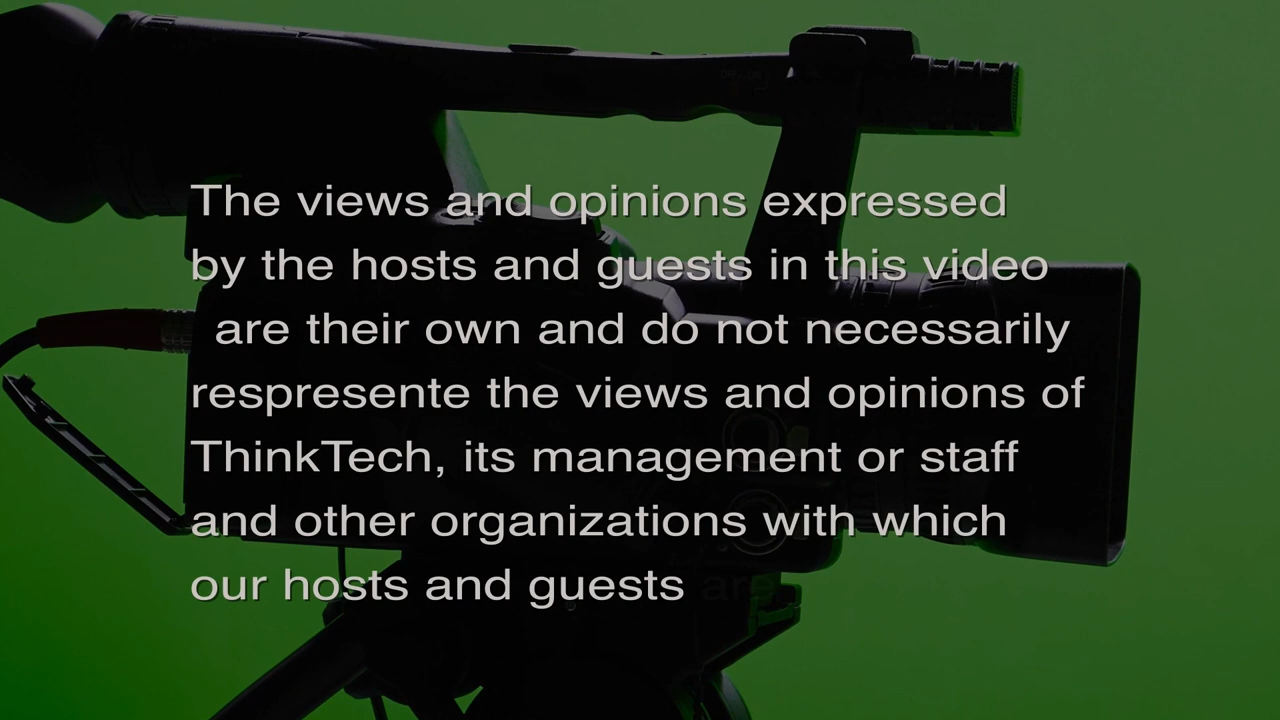 The views and opinions expressed
by the hosts and guests in this video
are their own and do not necessarily
respresente the views and opinions of
ThinkTech, its management or staff
and other organizations with which
our hosts and guests are